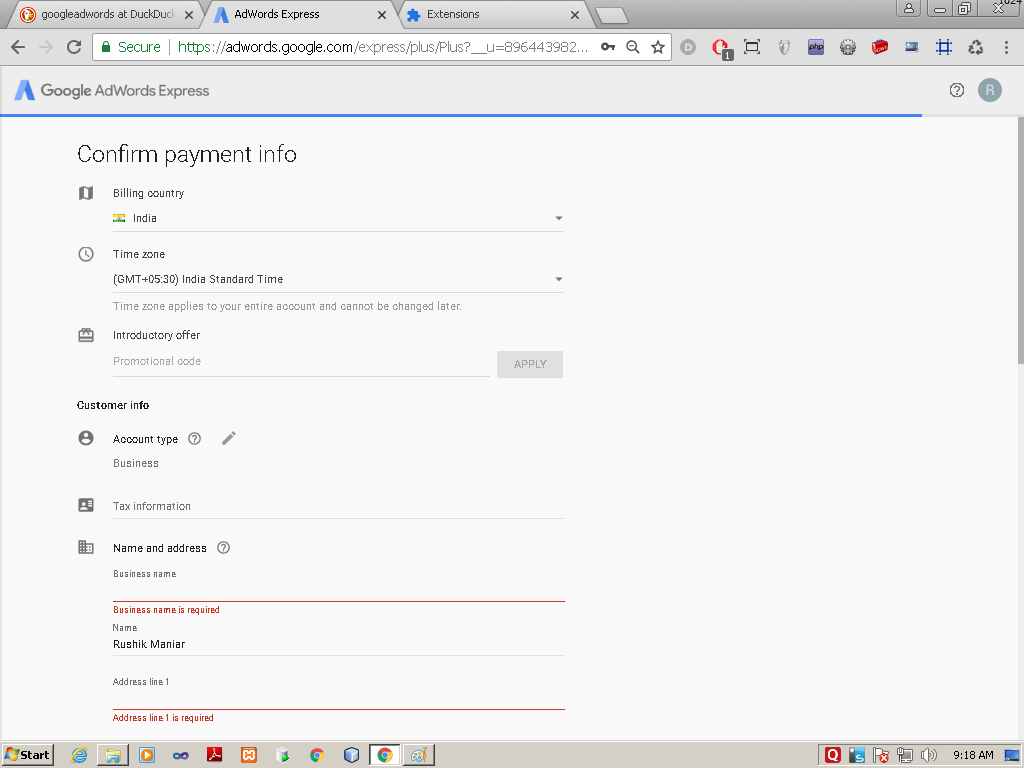 googleadwords at DuckDuck
AdWords Express
Extensions
Secure
https://adwords.google.com/express/plus/Plus?__u=896443982...
D
1
php
Google AdWords Express
R
Confirm payment info
Billing country
India
Time zone
(GMT+05:30) India Standard Time
Time zone applies to your entire account and cannot be changed later.
Introductory offer
Promotional code
APPLY
Customer info
Account type
Business
Tax information
Name and address
Business name
Business name is required
Name
Rushik Maniar
Address line 1
Address line 1 is required
Start
9:18 AM